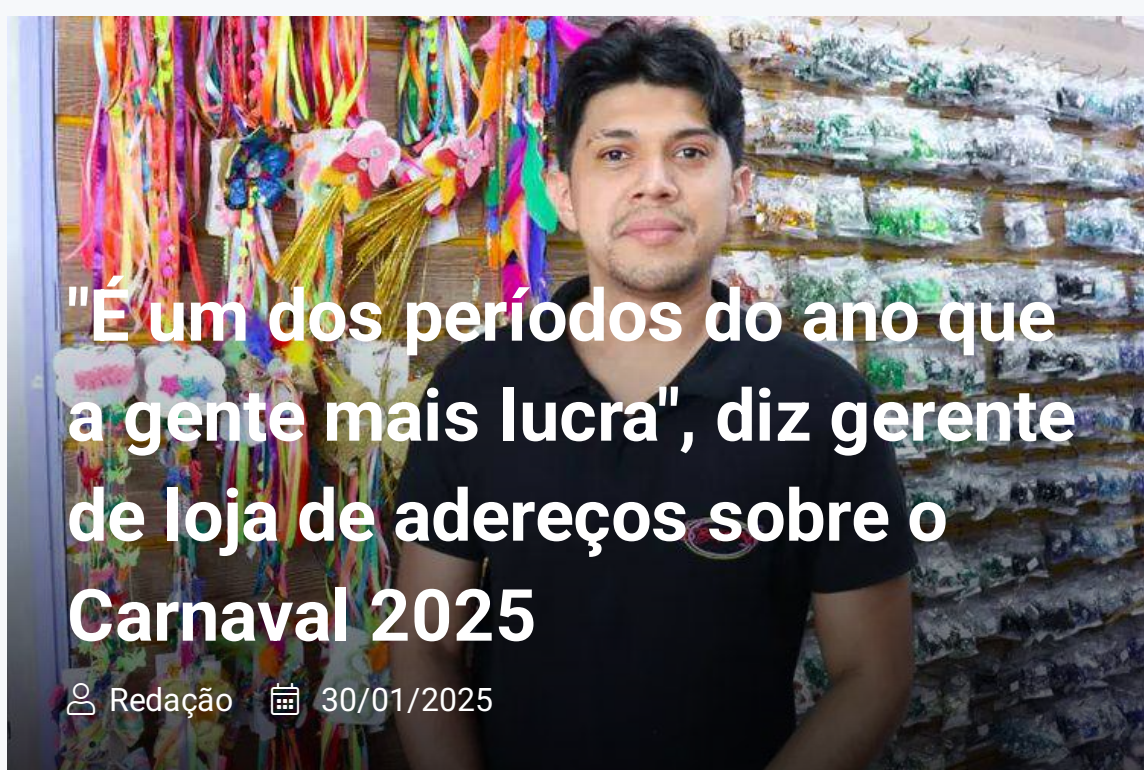 "É um dos períodos do ano que
a gente mais lucra", diz gerente
de loja de adereços sobre o
Carnaval 2025
Redação 30/01/2025